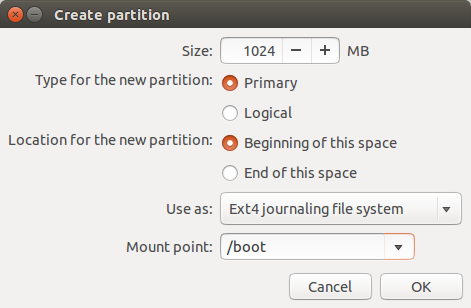 Create partition
Size: 1024 − + MB
Type for the new partition: Primary
Logical
Location for the new partition: Beginning of this space
End of this space
Use as: Ext4 journaling file system
Mount point: /boot
Cancel OK